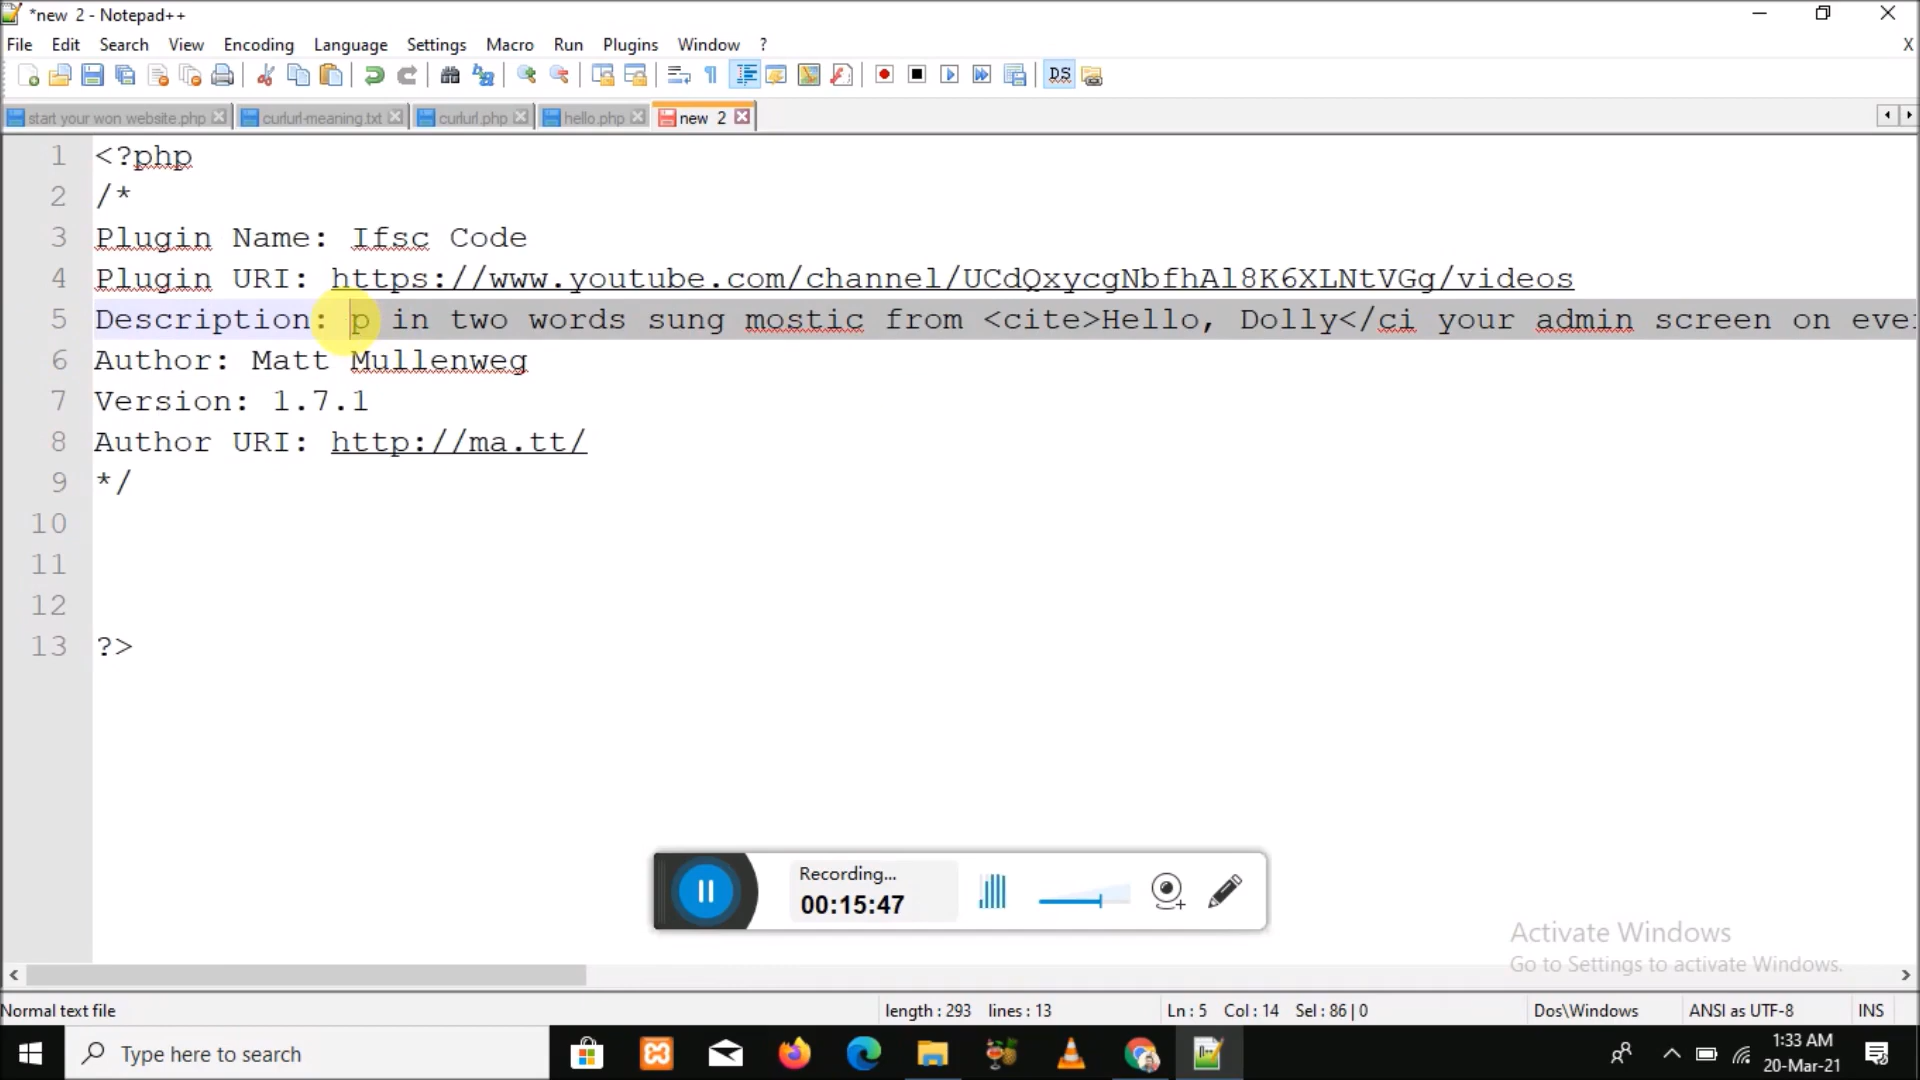 *new 2 - Notepad++
File Edit Search View Encoding Language Settings Macro Run Plugins Window ?
X
DS
start your won website.php curlurl-meaning.txt curlurl.php hello.php new 2
1 <?php
2 /*
3 Plugin Name: Ifsc Code
4 Plugin URI: https://www.youtube.com/channel/UCdQxycgNbfhAl8K6XLNtVGg/videos
5 Description: p in two words sung mostic from <cite>Hello, Dolly</ci your admin screen on eve
6 Author: Matt Mullenweg
7 Version: 1.7.1
8 Author URI: http://ma.tt/
9 */
10
11
12
13 ?>
Recording...
00:15:47
Activate Windows
Go to Settings to activate Windows.
Normal text file length : 293 lines : 13 Ln : 5 Col : 14 Sel : 86 | 0 Dos\Windows ANSI as UTF-8 INS
Type here to search
1:33 AM
20-Mar-21